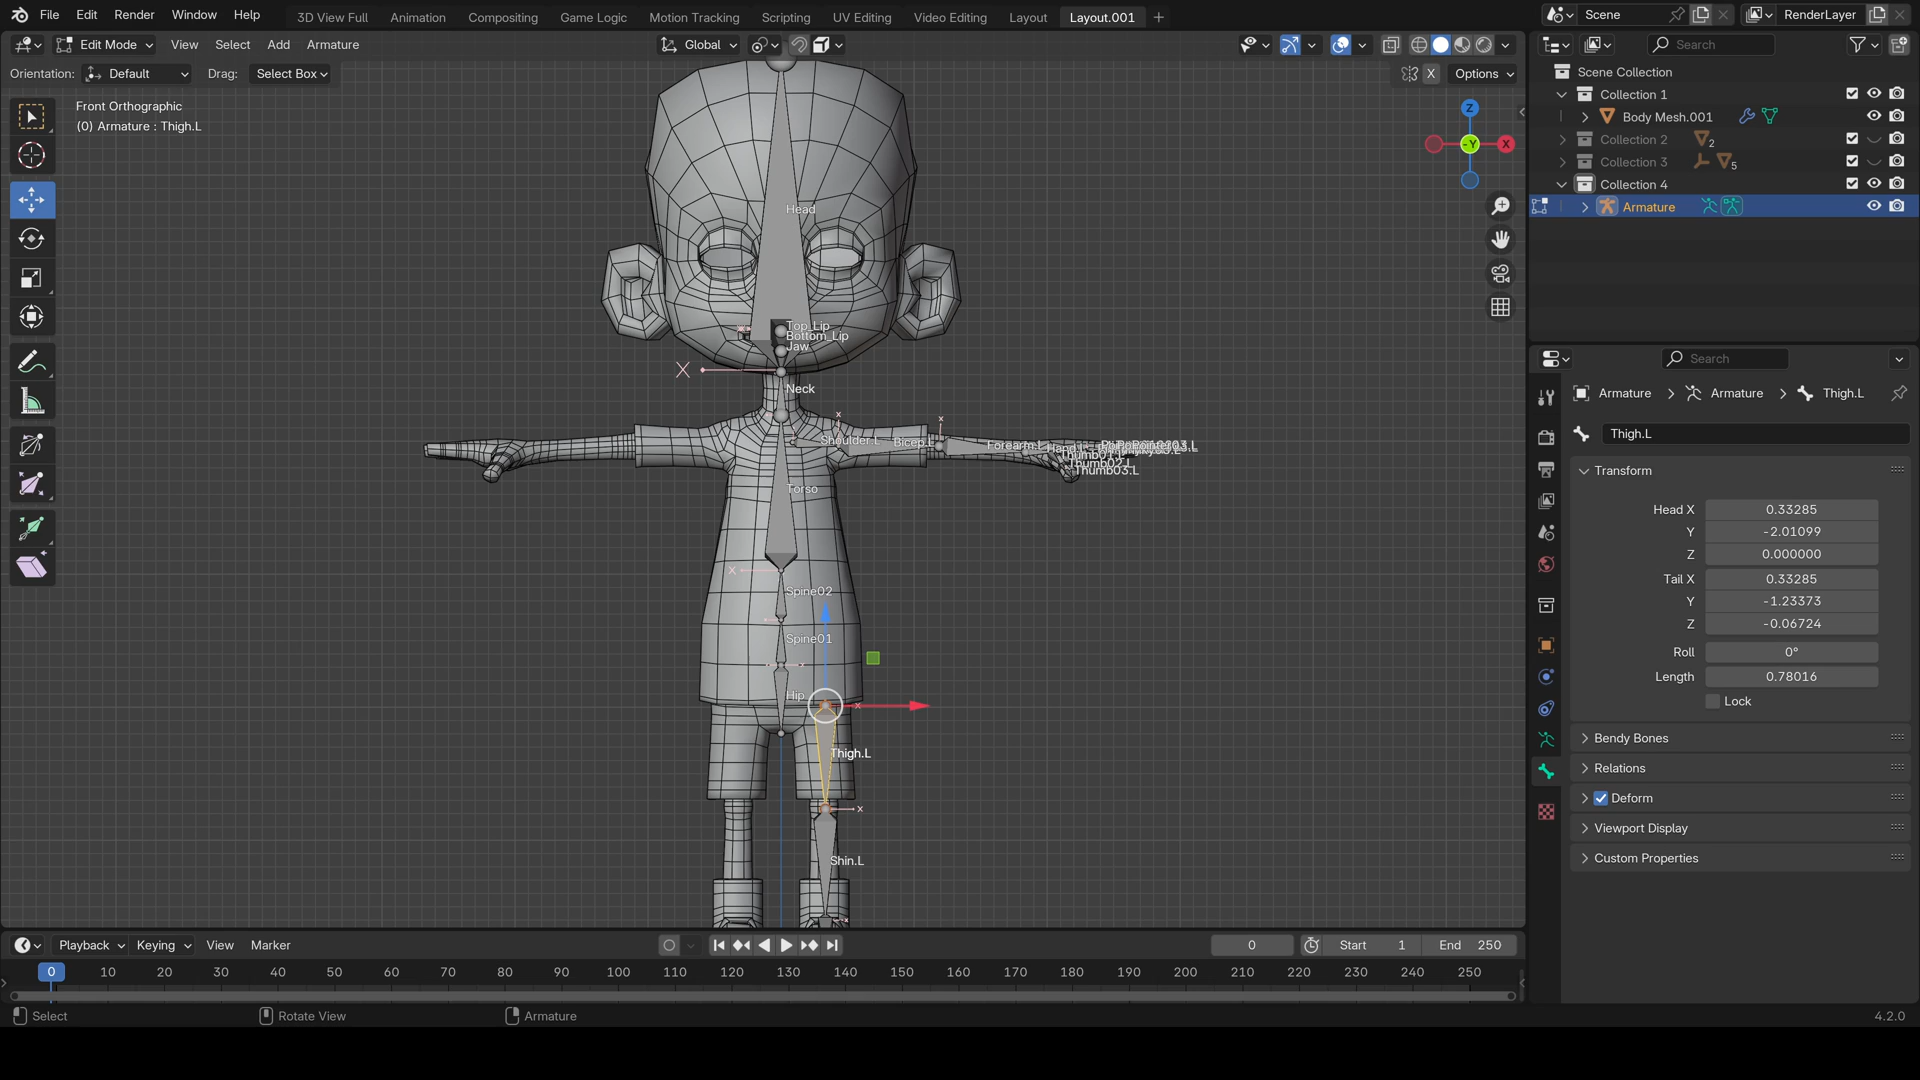 File Edit Render Window Help 3D View Full Animation Compositing Game Logic Motion Tracking Scripting UV Editing Video Editing Layout Layout.001 Scene RenderLayer
Edit Mode View Select Add Armature Global Search
Orientation: Default Drag: Select Box X Options
Front Orthographic
(0) Armature : Thigh.L
Z
-Y
X
Head
Top_Lip
Bottom_Lip
Jaw
X
Neck
Shoulder.L
Bicep.L
Forearm.L
Thumb02.L
Thumb03.L
Torso
X
Spine02
Spine01
Hip
Thigh.L
Shin.L
Scene Collection
Collection 1
Body Mesh.001
Collection 2 2
Collection 3 5
Collection 4
Armature
Search
Armature Armature Thigh.L
Thigh.L
Transform
Head X 0.33285
Y -2.01099
Z 0.000000
Tail X 0.33285
Y -1.23373
Z -0.06724
Roll 0°
Length 0.78016
Lock
Bendy Bones
Relations
Deform
Viewport Display
Custom Properties
Playback Keying View Marker 0 Start 1 End 250
0 10 20 30 40 50 60 70 80 90 100 110 120 130 140 150 160 170 180 190 200 210 220 230 240 250
Select Rotate View Armature 4.2.0